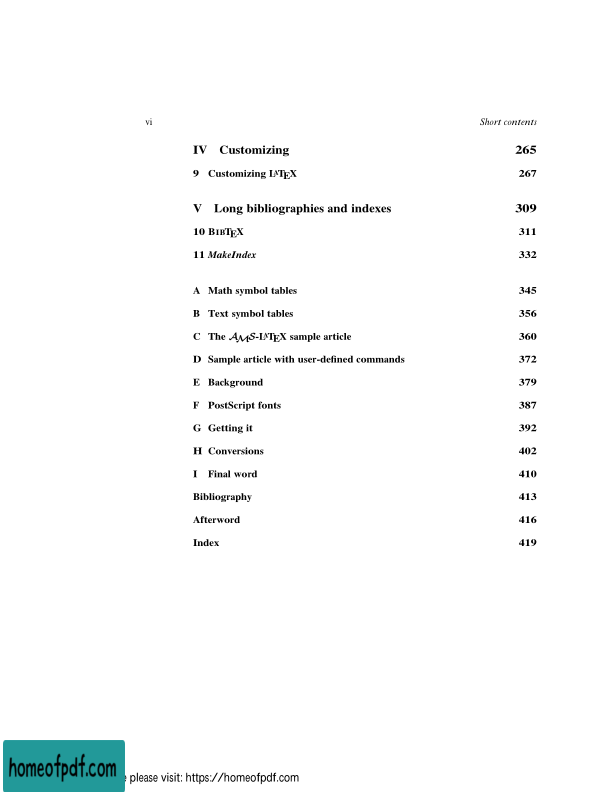 vi Short contents
IV Customizing 265
9 Customizing LATEX 267
V Long bibliographies and indexes 309
10 BIBTEX 311
11 MakeIndex 332
A Math symbol tables 345
B Text symbol tables 356
C The AMS-LATEX sample article 360
D Sample article with user-defined commands 372
E Background 379
F PostScript fonts 387
G Getting it 392
H Conversions 402
I Final word 410
Bibliography 413
Afterword 416
Index 419
homeofpdf.com please visit: https://homeofpdf.com